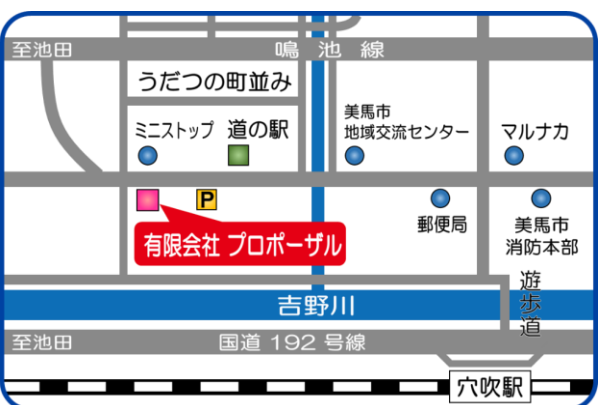 至池田
鳴池線
うだつの町並み
ミニストップ
道の駅
美馬市
地域交流センター
マルナカ
P
有限会社 プロポーザル
郵便局
美馬市
消防本部
遊歩道
吉野川
至池田
国道 192 号線
穴吹駅